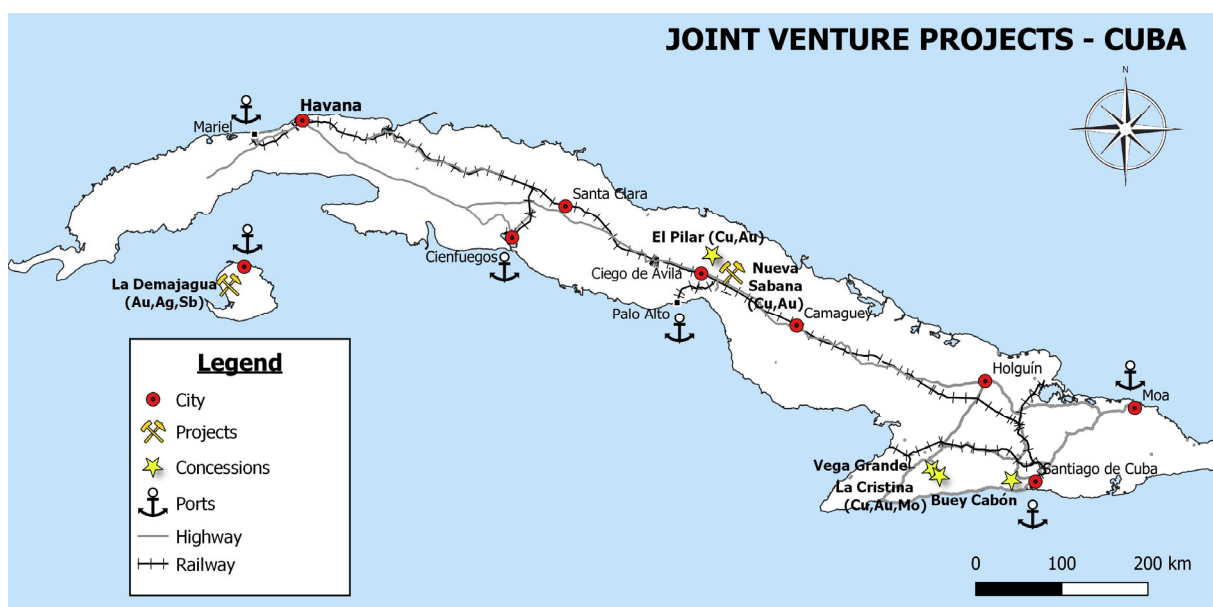 JOINT VENTURE PROJECTS - CUBA
N
Havana
Mariel
Santa Clara
Cienfuegos
El Pilar (Cu,Au)
Ciego de Ávila
Nueva
Sabana
(Cu,Au)
La Demajagua
(Au,Ag,Sb)
Palo Alto
Camaguey
Holguín
Moa
Vega Grande
La Cristina
(Cu,Au,Mo)
Buey Cabón
Santiago de Cuba
Legend
City
Projects
Concessions
Ports
Highway
Railway
0 100 200 km